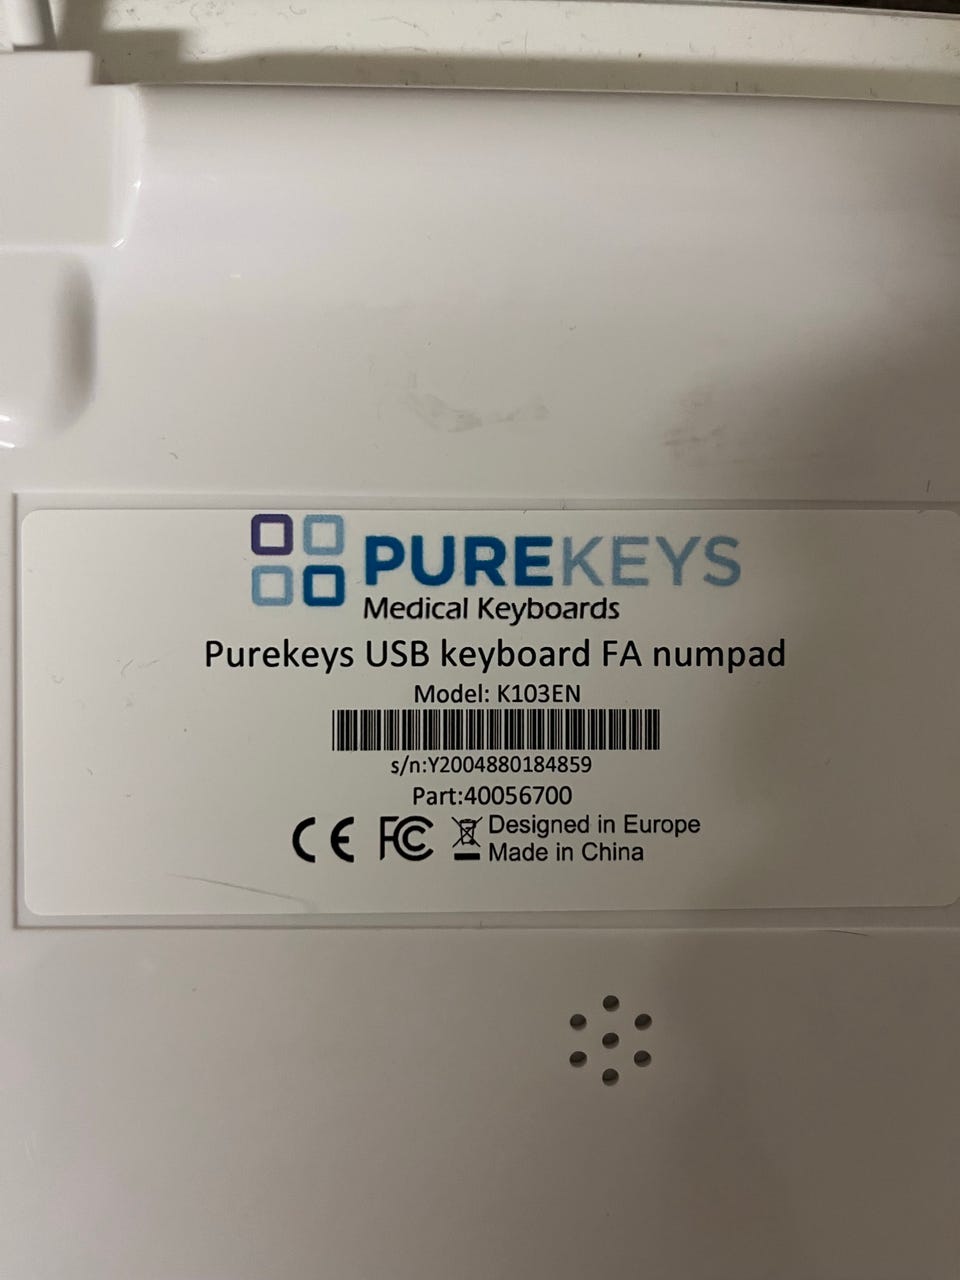 PUREKEYS
Medical Keyboards
Purekeys USB keyboard FA numpad
Model: K103EN
s/n:Y2004880184859
Part:40056700
CE FC Designed in Europe
Made in China